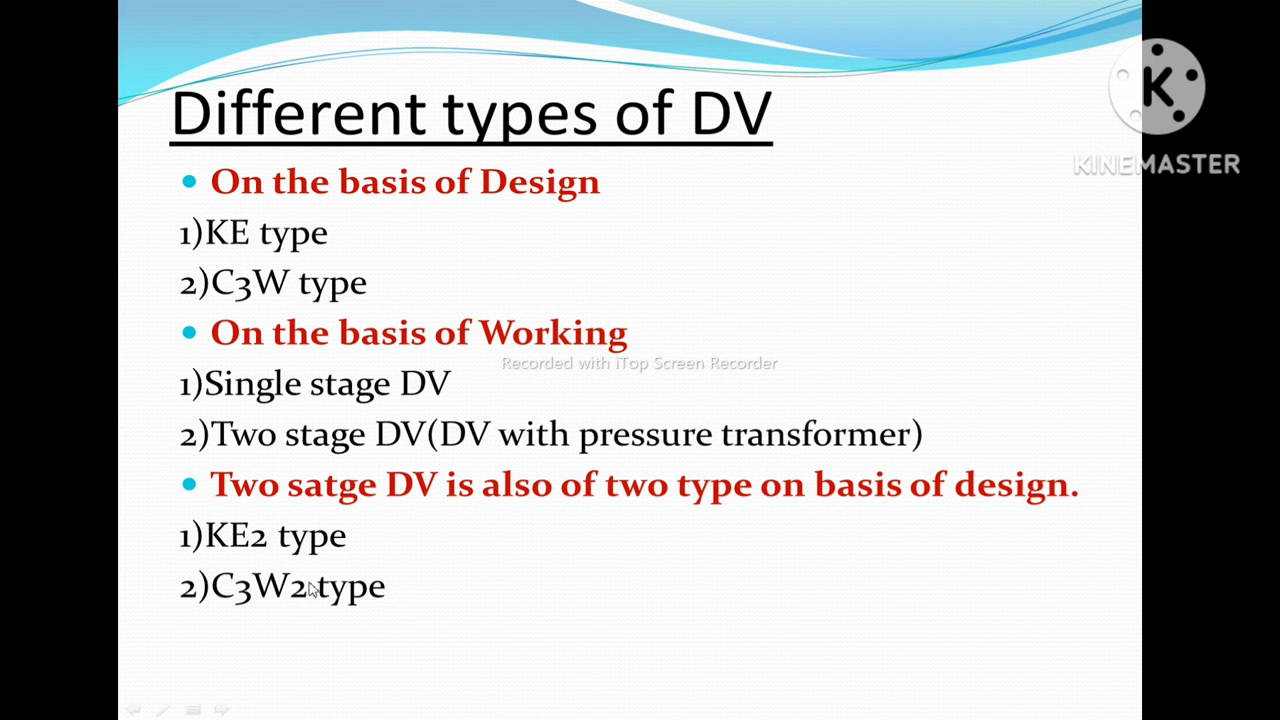 Different types of DV
K
KINEMASTER
• On the basis of Design
1)KE type
2)C3W type
• On the basis of Working
Recorded with iTop Screen Recorder
1)Single stage DV
2)Two stage DV(DV with pressure transformer)
• Two satge DV is also of two type on basis of design.
1)KE2 type
2)C3W2 type